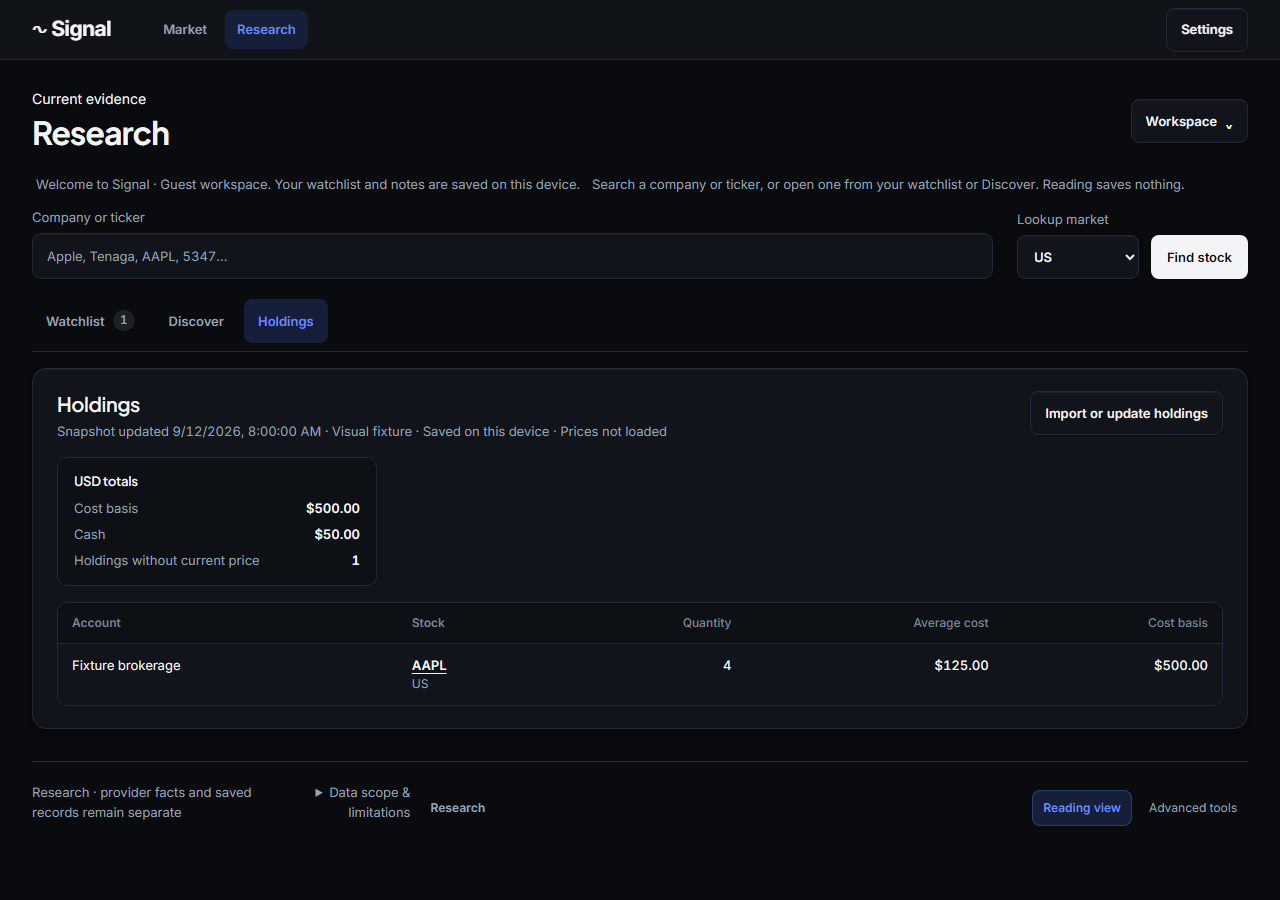 Signal
Market
Research
Settings
Current evidence
Research
Workspace
Welcome to Signal · Guest workspace. Your watchlist and notes are saved on this device. Search a company or ticker, or open one from your watchlist or Discover. Reading saves nothing.
Company or ticker
Lookup market
Apple, Tenaga, AAPL, 5347...
US
Find stock
Watchlist 1
Discover
Holdings
Holdings
Import or update holdings
Snapshot updated 9/12/2026, 8:00:00 AM · Visual fixture · Saved on this device · Prices not loaded
USD totals
Cost basis $500.00
Cash $50.00
Holdings without current price 1
Account Stock Quantity Average cost Cost basis
Fixture brokerage AAPL 4 $125.00 $500.00
US
Research · provider facts and saved
records remain separate
Data scope &
limitations
Research
Reading view
Advanced tools